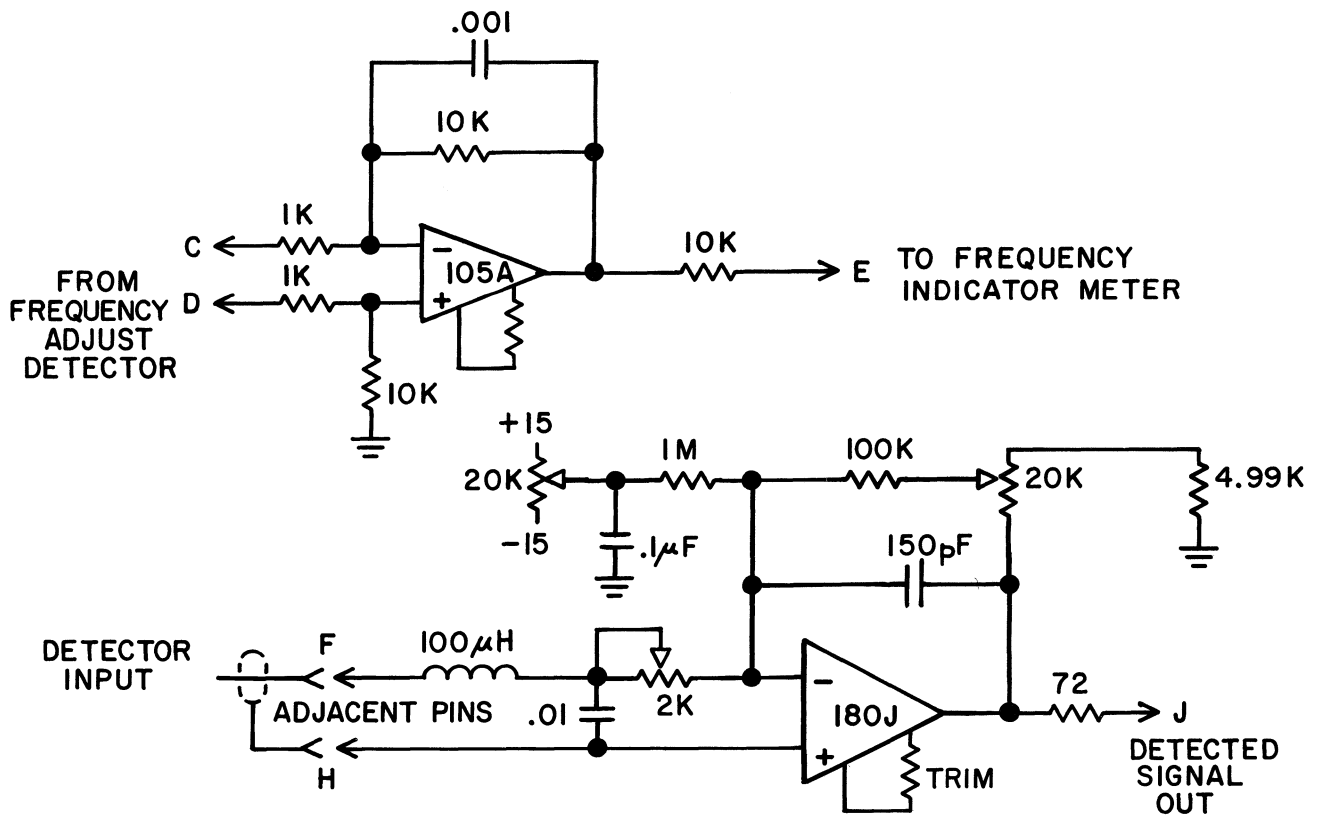 .001
10K
1K
C
−
105A
10K
E
TO FREQUENCY
INDICATOR METER
FROM
FREQUENCY
ADJUST
DETECTOR
1K
D
+
10K
+15
20K
−15
1M
100K
20K
4.99K
.1µF
150pF
DETECTOR
INPUT
F
100µH
2K
−
180J
72
J
ADJACENT PINS
.01
H
+
TRIM
DETECTED
SIGNAL
OUT